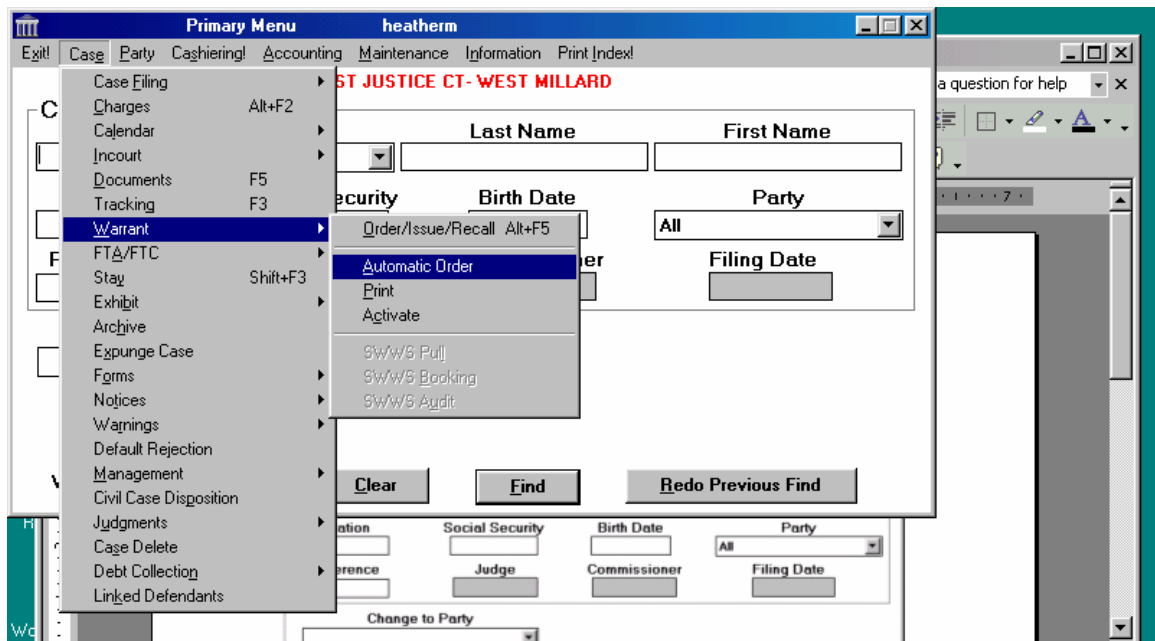 Primary Menu heatherm
Exit! Case Party Cashiering! Accounting Maintenance Information Print Index!
ST JUSTICE CT- WEST MILLARD
a question for help
Case Filing
Charges Alt+F2
Calendar
Incourt
Documents F5
Tracking F3
Warrant
FTA/FTC
Stay Shift+F3
Exhibit
Archive
Expunge Case
Forms
Notices
Warnings
Default Rejection
Management
Civil Case Disposition
Judgments
Case Delete
Debt Collection
Linked Defendants
Last Name First Name
ecurity Birth Date Party
All
er Filing Date
Order/Issue/Recall Alt+F5
Automatic Order
Print
Activate
SWWS Pull
SWWS Booking
SWWS Audit
Clear Find Redo Previous Find
7
ation Social Security Birth Date Party
All
erence Judge Commissioner Filing Date
Change to Party